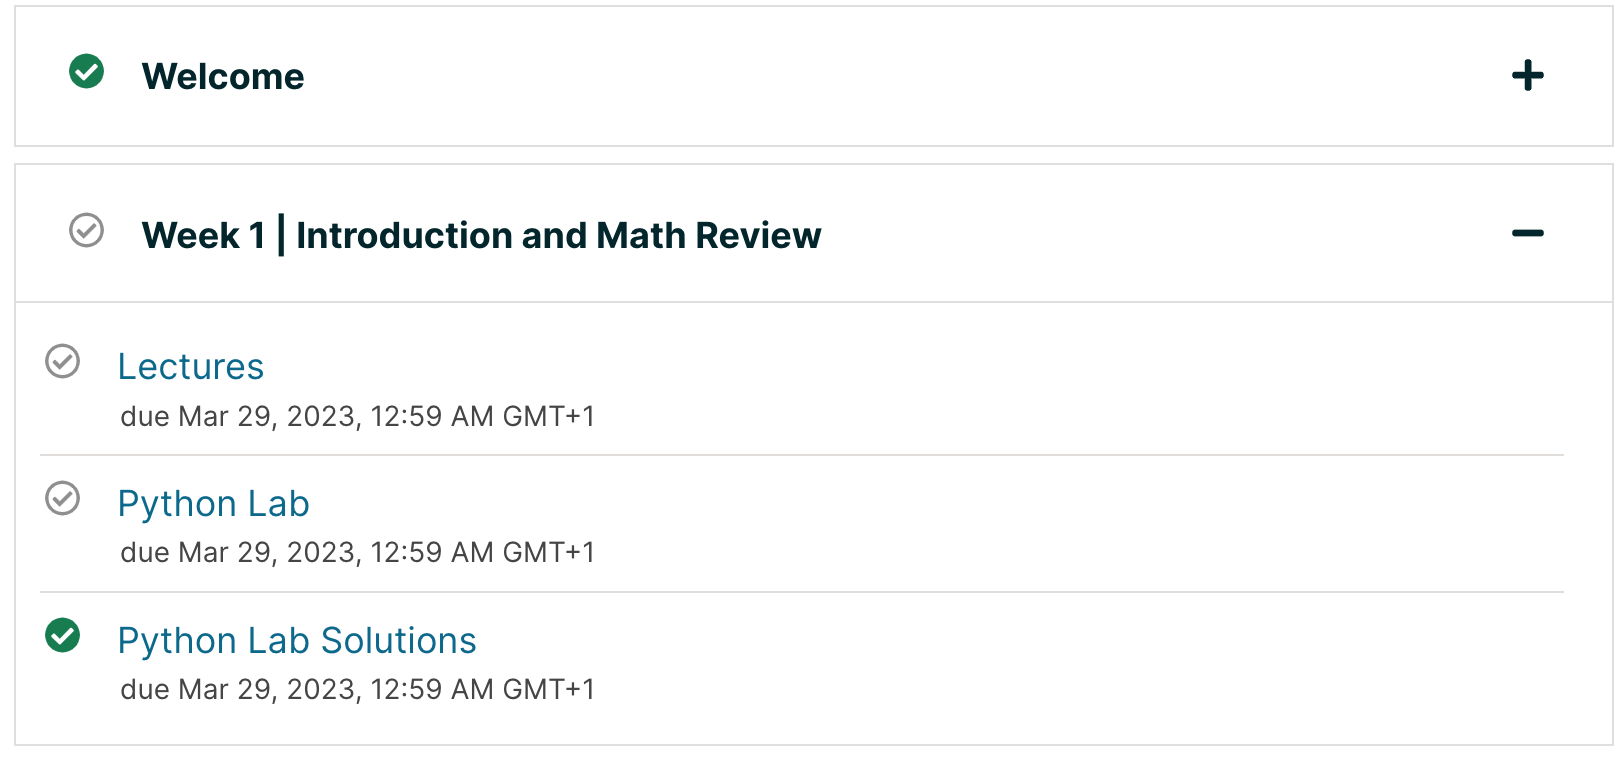 Welcome
Week 1 | Introduction and Math Review
Lectures
due Mar 29, 2023, 12:59 AM GMT+1
Python Lab
due Mar 29, 2023, 12:59 AM GMT+1
Python Lab Solutions
due Mar 29, 2023, 12:59 AM GMT+1